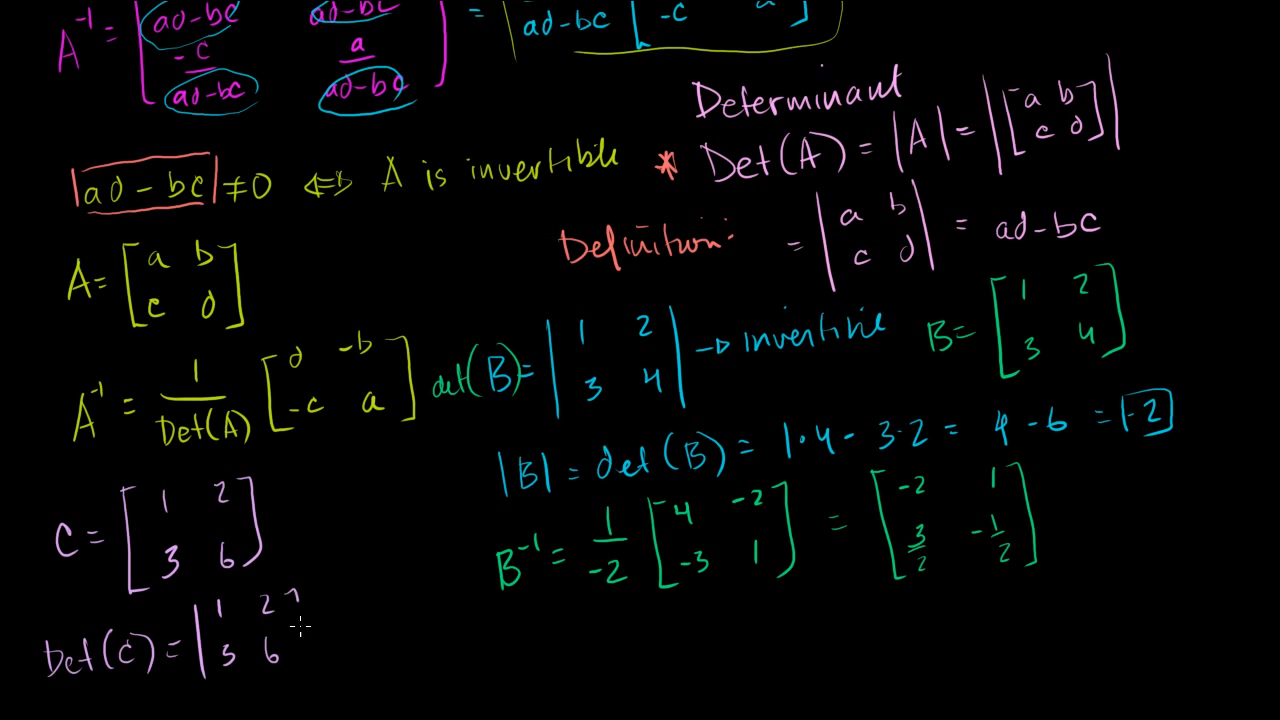 A⁻¹ = [ ad-bc ad-bc = ad-bc [ -c a ]
-c/ad-bc a/ad-bc ]
Determinant
Det(A) = |A| = |[a b
c d]|
|ad - bc| ≠ 0 ⇔ A is invertible *
Definition: = |a b
c d| = ad-bc
A = [a b
c d]
A⁻¹ = 1/Det(A) [d -b
-c a]
det(B) = |1 2
3 4| → invertible
B = [1 2
3 4]
|B| = det(B) = 1·4 - 3·2 = 4 - 6 = -2
B⁻¹ = 1/-2 [4 -2
-3 1] = [-2 1
3/2 -1/2]
C = [1 2
3 6]
Det(C) = |1 2
3 6